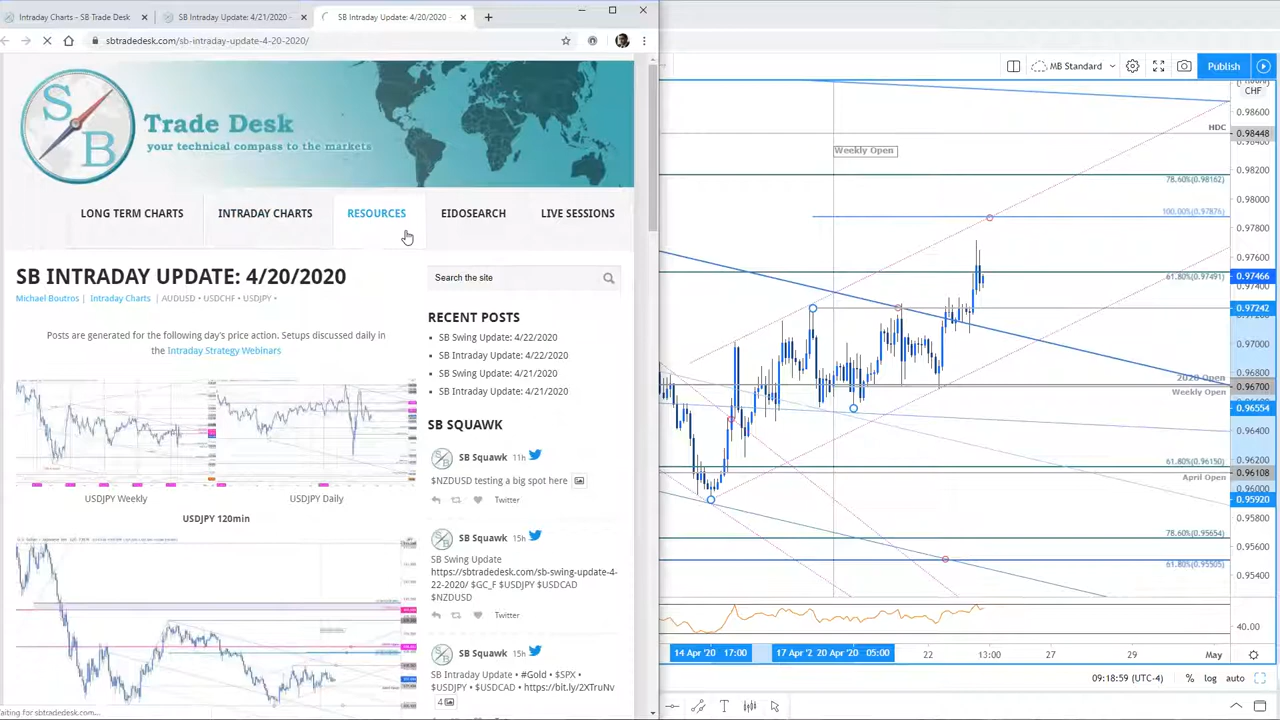 Intraday Charts - SB Trade Desk
SB Intraday Update: 4/21/2020 -
SB Intraday Update: 4/20/2020 -
sbtradedesk.com/sb-intraday-update-4-20-2020/
S B
Trade Desk
your technical compass to the markets
LONG TERM CHARTS
INTRADAY CHARTS
RESOURCES
EIDOSEARCH
LIVE SESSIONS
SB INTRADAY UPDATE: 4/20/2020
Michael Boutros | Intraday Charts | AUDUSD • USDCHF • USDJPY •
Posts are generated for the following day's price action. Setups discussed daily in
the Intraday Strategy Webinars
USDJPY Weekly
USDJPY Daily
USDJPY 120min
Search the site
RECENT POSTS
SB Swing Update: 4/22/2020
SB Intraday Update: 4/22/2020
SB Swing Update: 4/21/2020
SB Intraday Update: 4/21/2020
SB SQUAWK
SB Squawk 11h
$NZDUSD testing a big spot here
Twitter
SB Squawk 15h
SB Swing Update
https://sbtradedesk.com/sb-swing-update-4-
22-2020/ $GC_F $USDJPY $USDCAD
$NZDUSD
Twitter
SB Squawk 15h
SB Intraday Update • #Gold • $SPX •
$USDJPY • $USDCAD • https://bit.ly/2XTruNv
4
MB Standard
Publish
CHF
0.98600
HDC
0.98448
0.98400
Weekly Open
0.98200
78.60%(0.98162)
0.98000
100.00%(0.97876)
0.97800
0.97600
61.80%(0.97491)
0.97466
0.97400
0.97242
0.97000
0.96800
2020 Open
0.96700
Weekly Open
0.96554
0.96400
0.96200
61.80%(0.96150)
0.96108
April Open
0.96000
0.95920
0.95800
78.60%(0.95654)
0.95600
61.80%(0.95505)
0.95400
40.00
14 Apr '20 17:00
17 Apr '2
20 Apr '20 05:00
22
13:00
27
29
May
07:18:59 (UTC-4)
%
log
auto